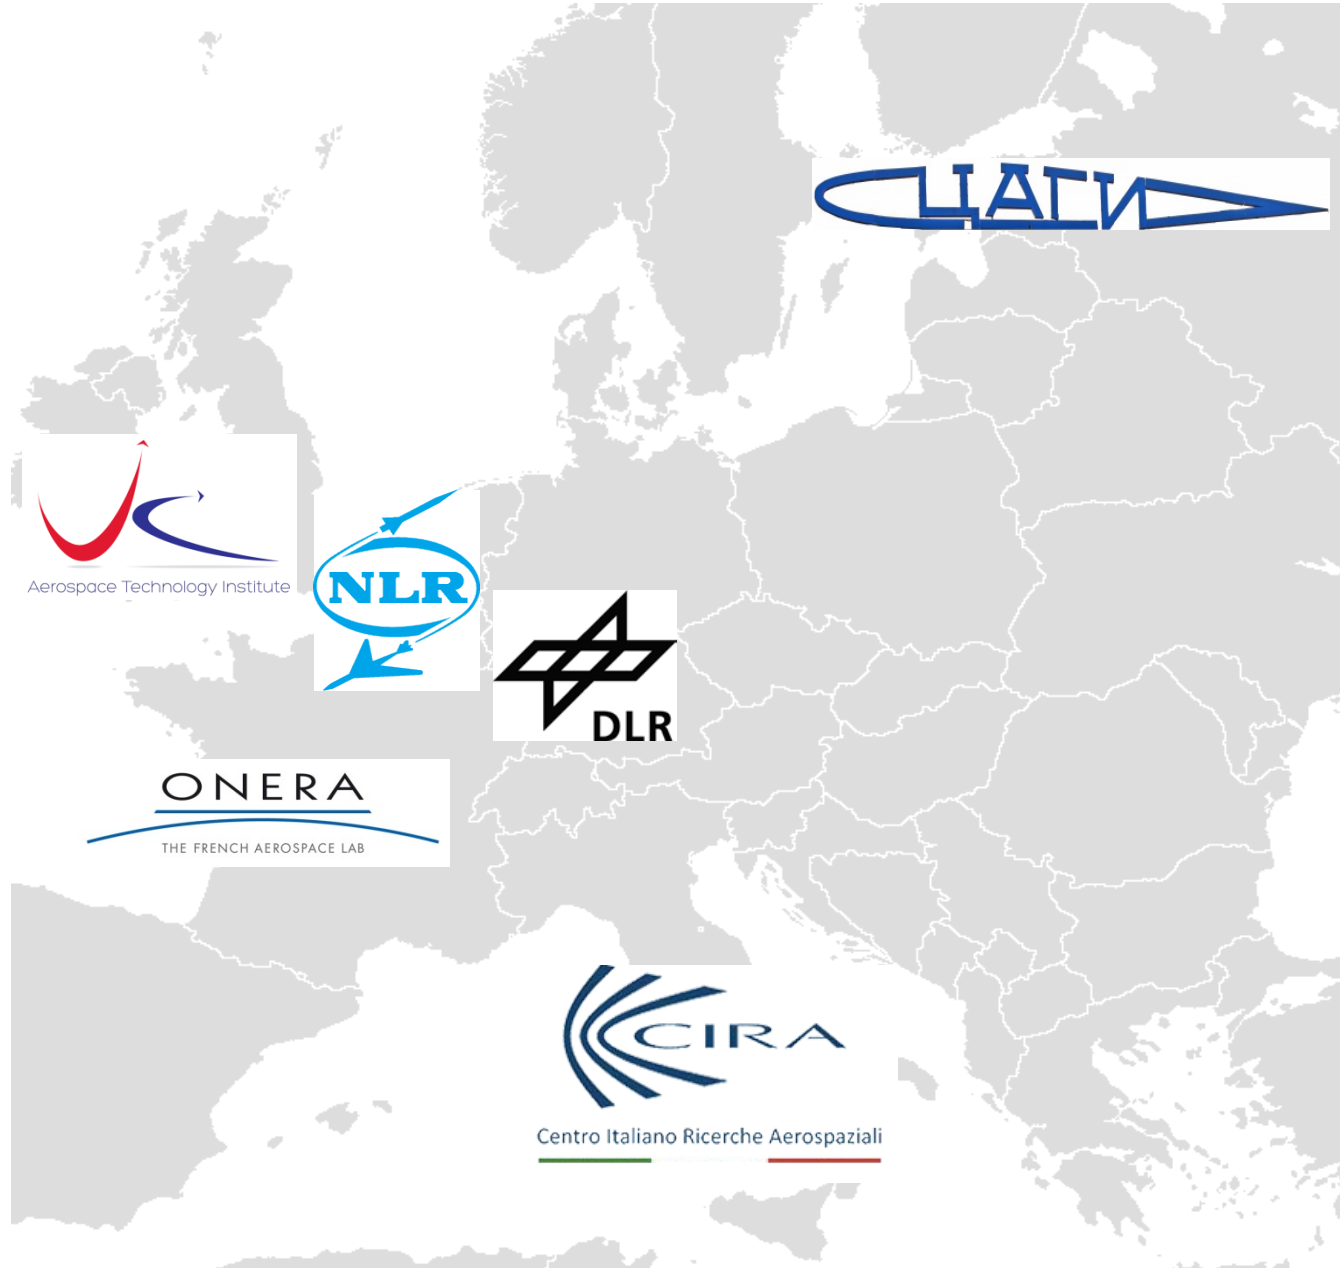 ЦАГИ
Aerospace Technology Institute
NLR
DLR
ONERA
THE FRENCH AEROSPACE LAB
CIRA
Centro Italiano Ricerche Aerospaziali